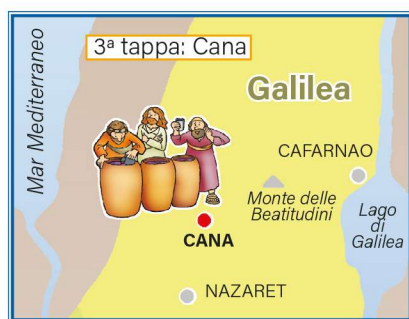 3ª tappa: Cana
Mar Mediterraneo
Galilea
CAFARNAO
Monte delle
Beatitudini
Lago
di
Galilea
CANA
NAZARET